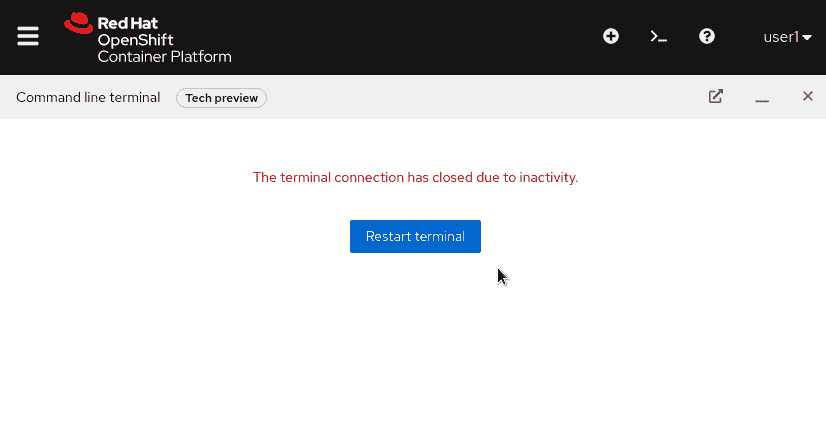 Red Hat
OpenShift
Container Platform
>_
?
user1
Command line terminal
Tech preview
The terminal connection has closed due to inactivity.
Restart terminal